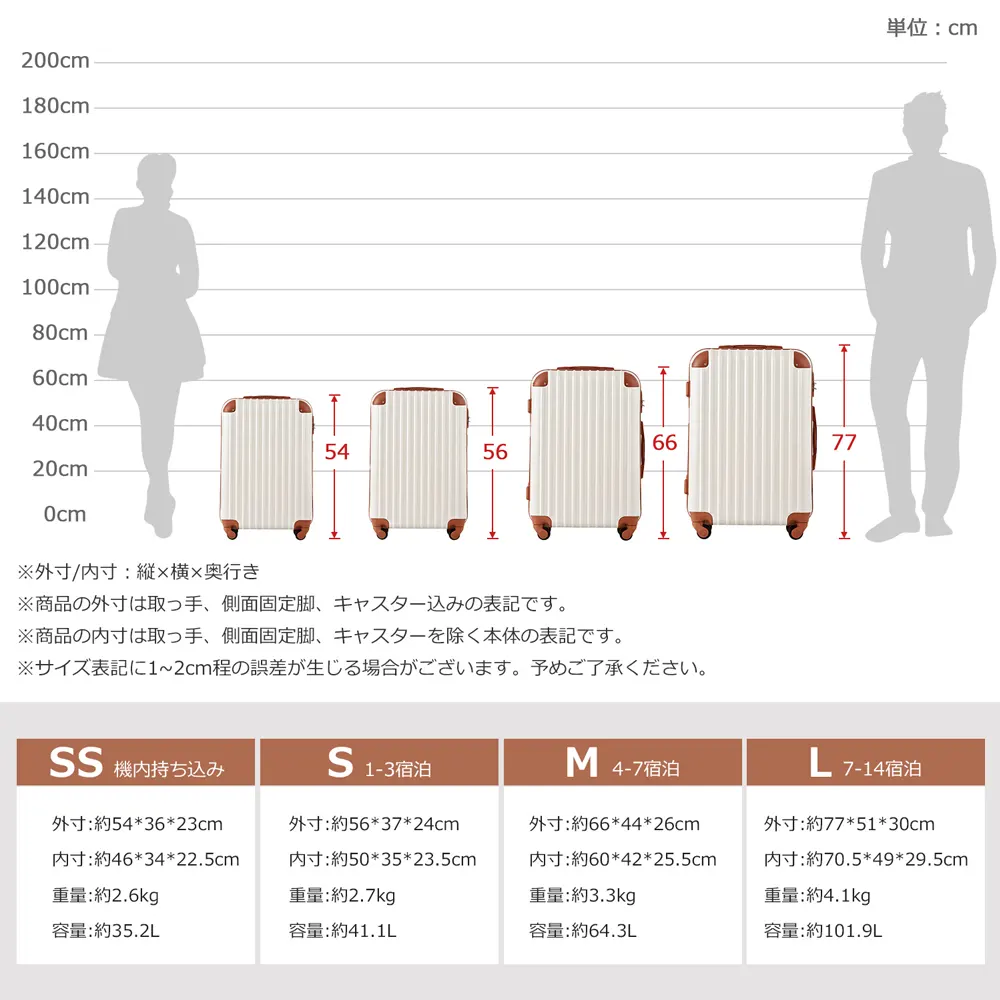 単位：cm
200cm
180cm
160cm
140cm
120cm
100cm
80cm
60cm
40cm
20cm
0cm
54
56
66
77
※外寸/内寸：縦×横×奥行き
※商品の外寸は取っ手、側面固定脚、キャスター込みの表記です。
※商品の内寸は取っ手、側面固定脚、キャスターを除く本体の表記です。
※サイズ表記に1~2cm程の誤差が生じる場合がございます。予めご了承ください。
SS 機内持ち込み
外寸:約54*36*23cm
内寸:約46*34*22.5cm
重量:約2.6kg
容量:約35.2L
S 1-3宿泊
外寸:約56*37*24cm
内寸:約50*35*23.5cm
重量:約2.7kg
容量:約41.1L
M 4-7宿泊
外寸:約66*44*26cm
内寸:約60*42*25.5cm
重量:約3.3kg
容量:約64.3L
L 7-14宿泊
外寸:約77*51*30cm
内寸:約70.5*49*29.5cm
重量:約4.1kg
容量:約101.9L